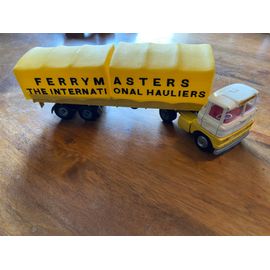 FERRYMASTERS
THE INTERNATIONAL HAULIERS